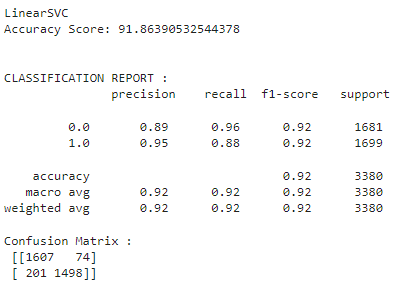 LinearSVC
Accuracy Score: 91.86390532544378
CLASSIFICATION REPORT :
precision recall f1-score support
0.0 0.89 0.96 0.92 1681
1.0 0.95 0.88 0.92 1699
accuracy 0.92 3380
macro avg 0.92 0.92 0.92 3380
weighted avg 0.92 0.92 0.92 3380
Confusion Matrix :
[[1607 74]
[ 201 1498]]